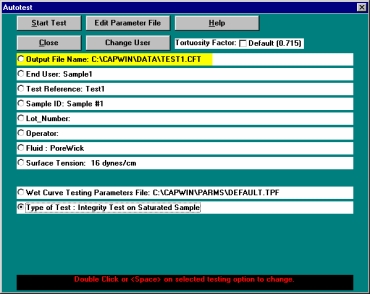 Autotest
Start Test
Edit Parameter File
Help
Close
Change User
Tortuosity Factor: Default (0.715)
Output File Name: C:\CAPWIN\DATA\TEST1.CFT
End User: Sample1
Test Reference: Test1
Sample ID: Sample #1
Lot_Number:
Operator:
Fluid : PoreWick
Surface Tension: 16 dynes/cm
Wet Curve Testing Parameters File: C:\CAPWIN\PARMS\DEFAULT.TPF
Type of Test : Integrity Test on Saturated Sample
Double Click or <Space> on selected testing option to change.